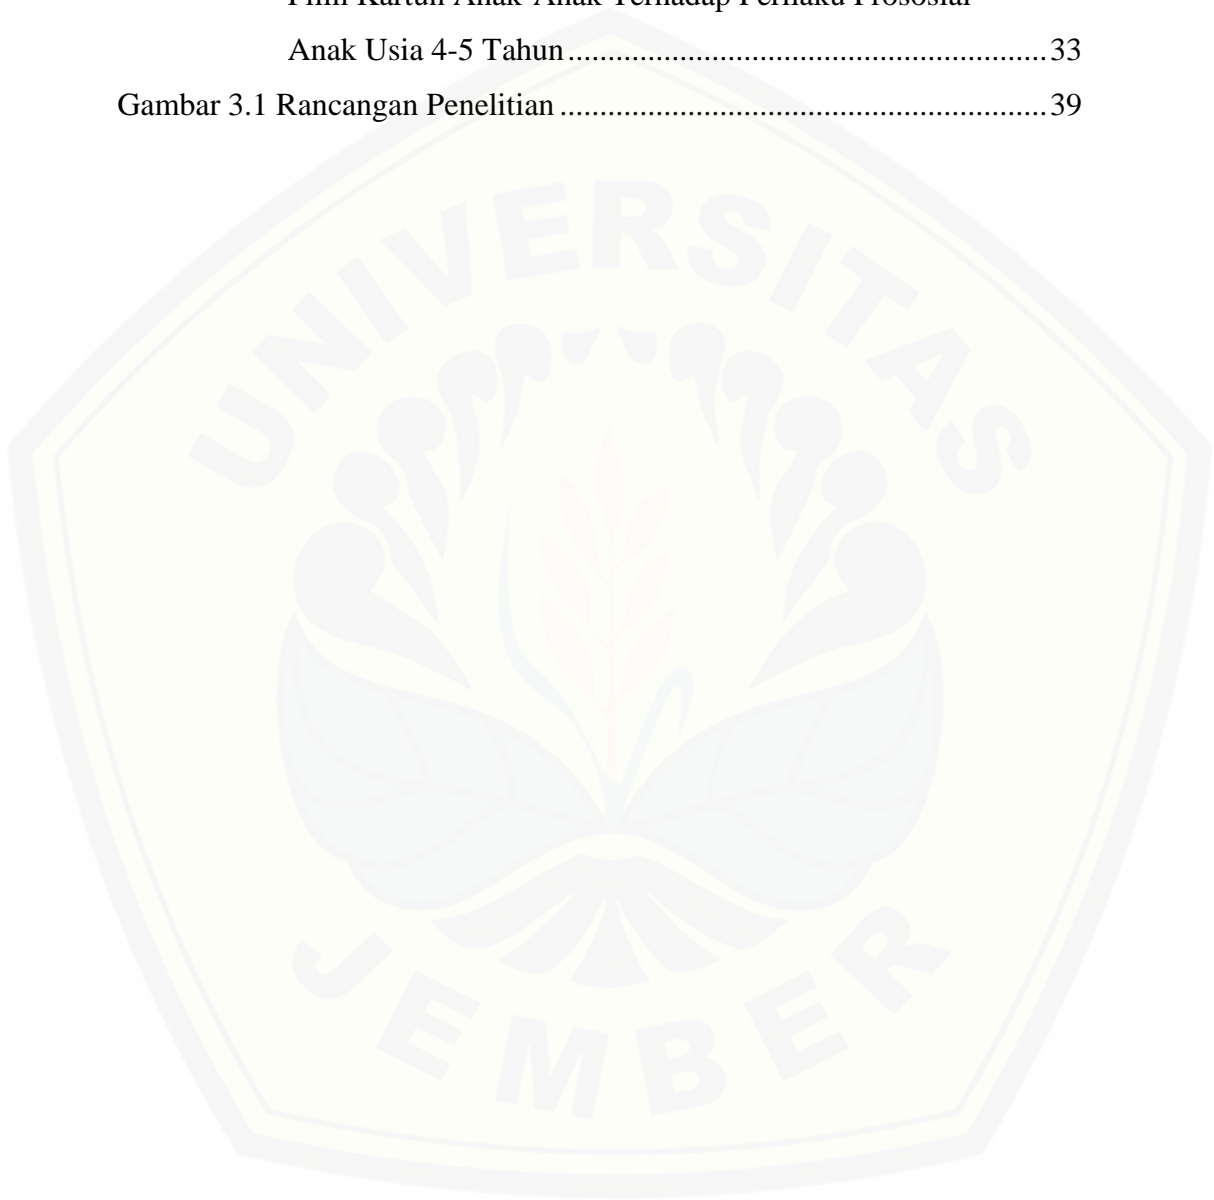 Film Kartun Anak-Anak Terhadap Perilaku Prososial
Anak Usia 4-5 Tahun............................................................33
Gambar 3.1 Rancangan Penelitian.............................................................39
UNIVERSITAS
JEMBER